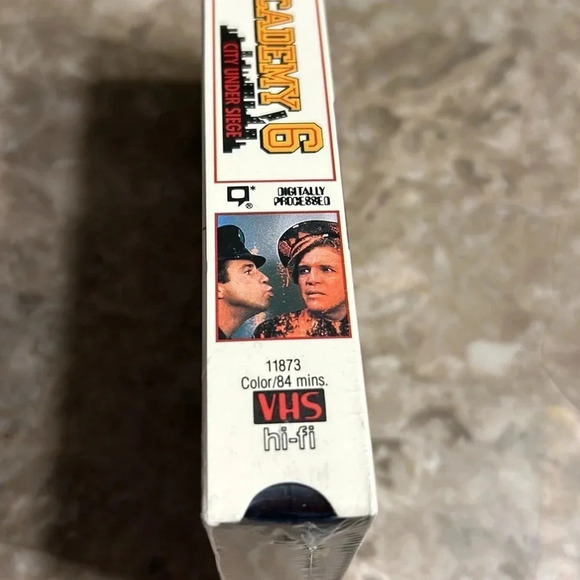 CADEMY 6
CITY UNDER SIEGE
DIGITALLY
PROCESSED
11873
Color/84 mins.
VHS
hi-fi